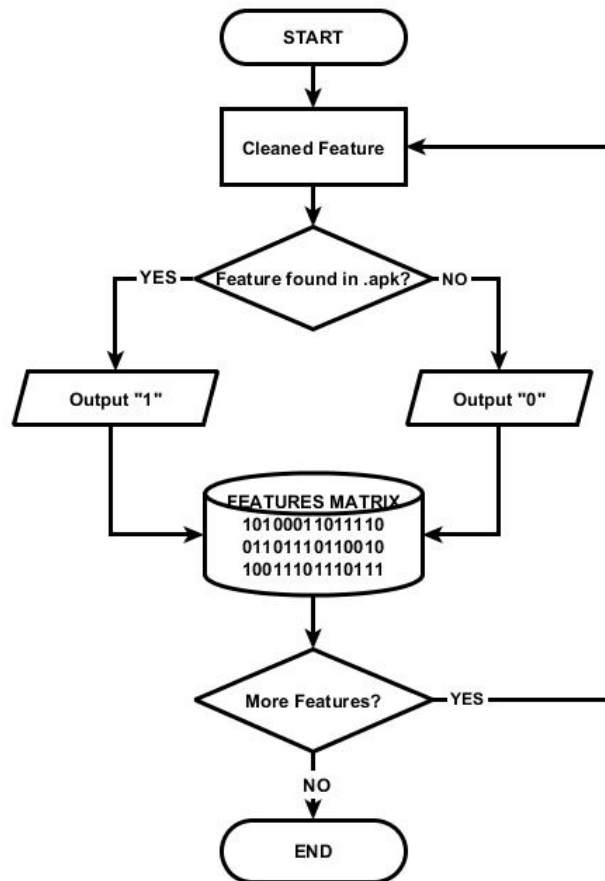 START
Cleaned Feature
Feature found in .apk?
YES
NO
Output "1"
Output "0"
FEATURES MATRIX
10100011011110
01101110110010
10011101110111
More Features?
YES
NO
END